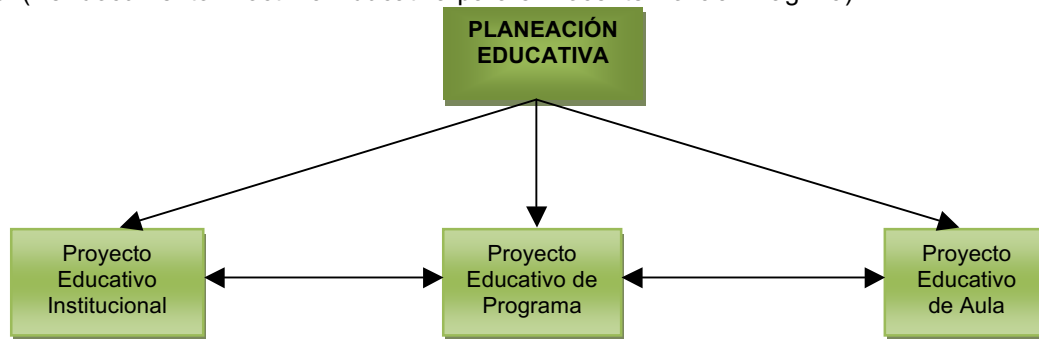 PLANEACIÓN
EDUCATIVA
Proyecto
Educativo
Institucional
Proyecto
Educativo de
Programa
Proyecto
Educativo
de Aula